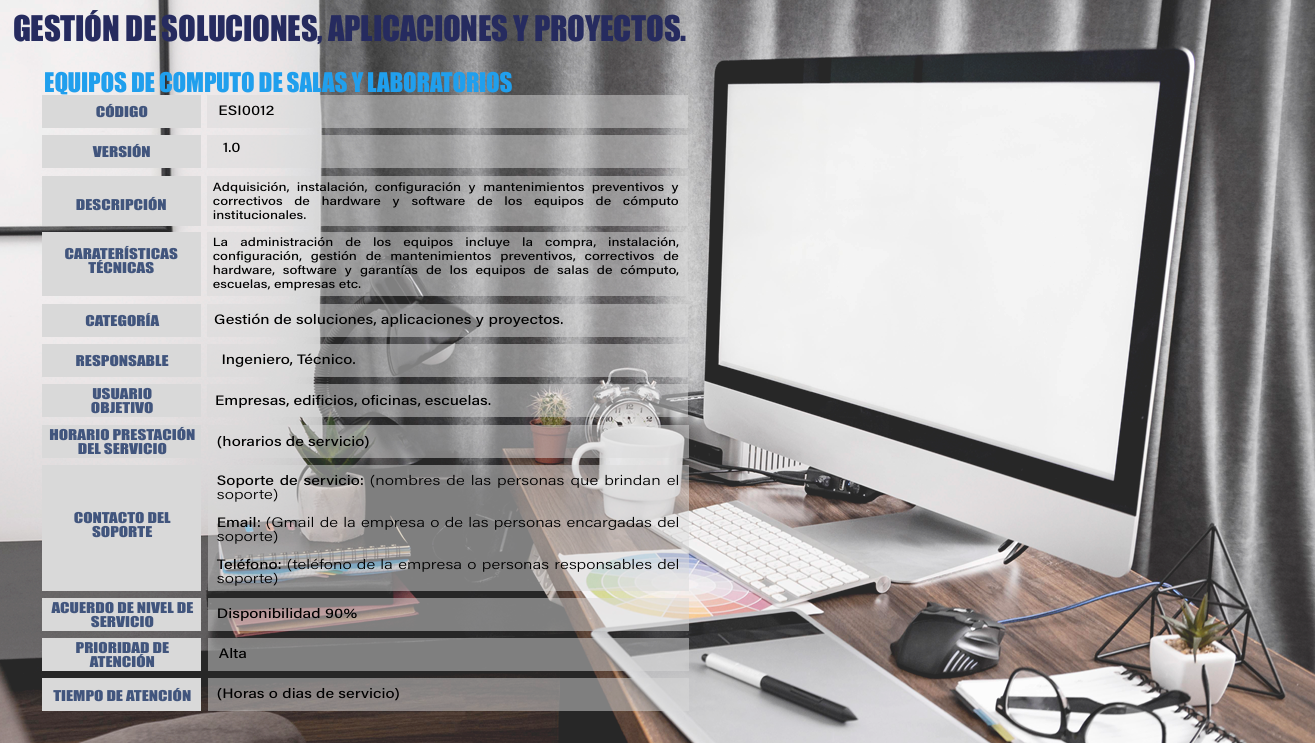 GESTIÓN DE SOLUCIONES, APLICACIONES Y PROYECTOS.
EQUIPOS DE COMPUTO DE SALAS Y LABORATORIOS
CÓDIGO
ESI0012
VERSIÓN
1.0
DESCRIPCIÓN
Adquisición, instalación, configuración y mantenimientos preventivos y
correctivos de hardware y software de los equipos de cómputo
institucionales.
CARATERÍSTICAS
TÉCNICAS
La administración de los equipos incluye la compra, instalación,
configuración, gestión de mantenimientos preventivos, correctivos de
hardware, software y garantías de los equipos de salas de cómputo,
escuelas, empresas etc.
CATEGORÍA
Gestión de soluciones, aplicaciones y proyectos.
RESPONSABLE
Ingeniero, Técnico.
USUARIO
OBJETIVO
Empresas, edificios, oficinas, escuelas.
HORARIO PRESTACIÓN
DEL SERVICIO
(horarios de servicio)
CONTACTO DEL
SOPORTE
Soporte de servicio: (nombres de las personas que brindan el
soporte)
Email: (Gmail de la empresa o de las personas encargadas del
soporte)
Teléfono: (teléfono de la empresa o personas responsables del
soporte)
ACUERDO DE NIVEL DE
SERVICIO
Disponibilidad 90%
PRIORIDAD DE
ATENCIÓN
Alta
TIEMPO DE ATENCIÓN
(Horas o dias de servicio)